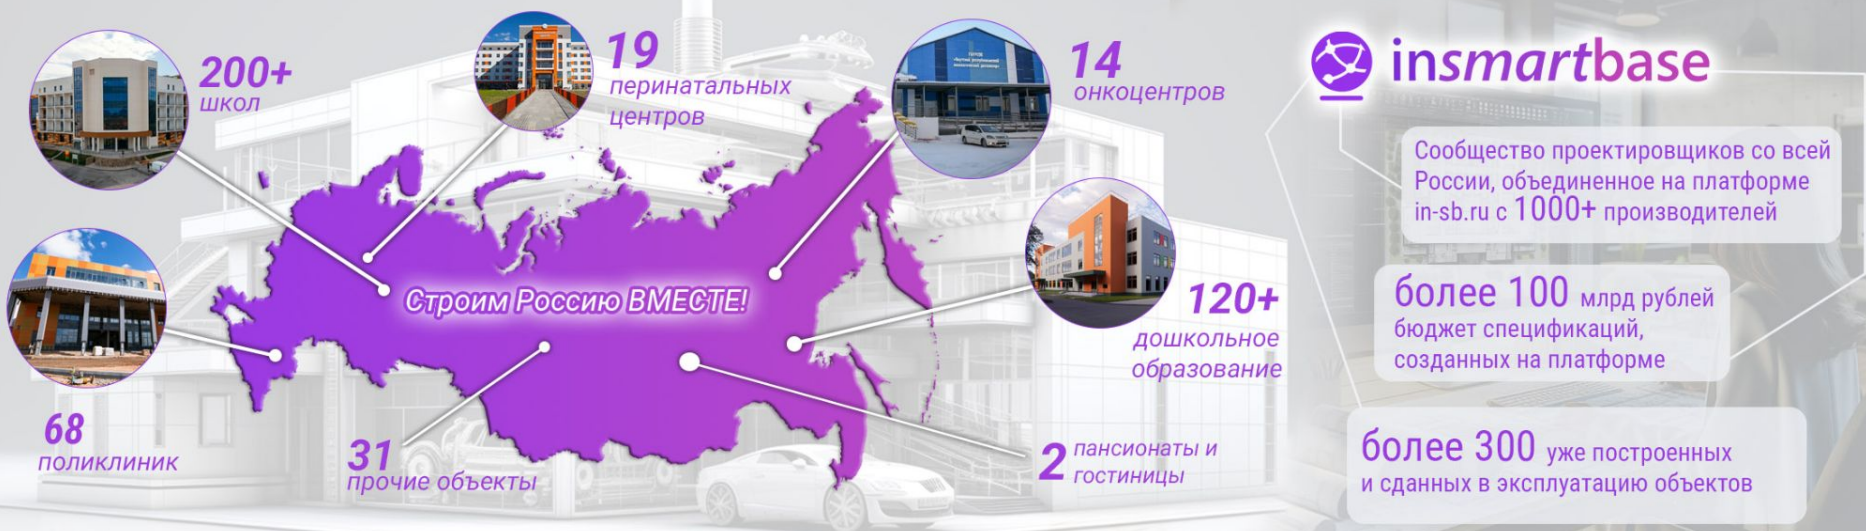 200+
школ
19
перинатальных
центров
14
онкоцентров
insmartbase
Сообщество проектировщиков со всей
России, объединенное на платформе
in-sb.ru с 1000+ производителей
Строим Россию ВМЕСТЕ!
120+
дошкольное
образование
более 100 млрд рублей
бюджет спецификаций,
созданных на платформе
68
поликлиник
31
прочие объекты
2 пансионаты и
гостиницы
более 300 уже построенных
и сданных в эксплуатацию объектов